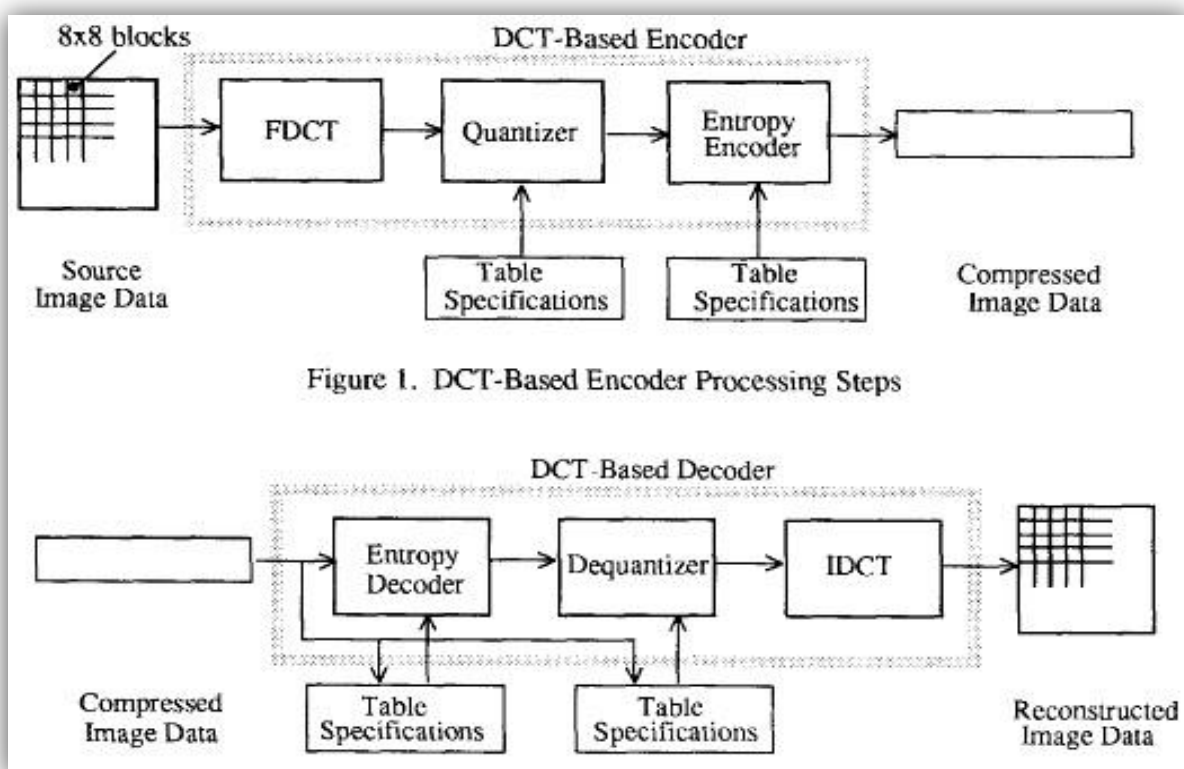 8x8 blocks
DCT-Based Encoder
FDCT
Quantizer
Entropy
Encoder
Source
Image Data
Table
Specifications
Table
Specifications
Compressed
Image Data
Figure 1. DCT-Based Encoder Processing Steps
DCT-Based Decoder
Entropy
Decoder
Dequantizer
IDCT
Compressed
Image Data
Table
Specifications
Table
Specifications
Reconstructed
Image Data